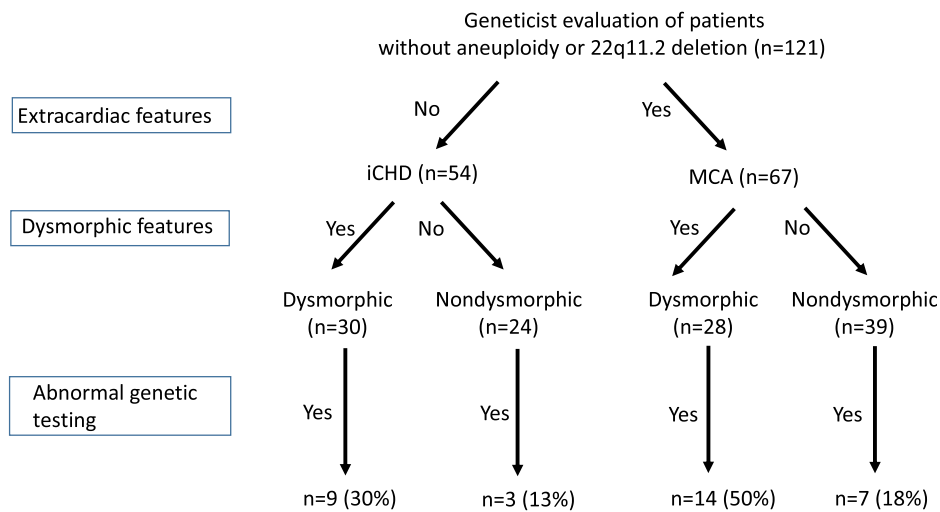 Geneticist evaluation of patients
without aneuploidy or 22q11.2 deletion (n=121)
Extracardiac features
No
Yes
iCHD (n=54)
MCA (n=67)
Dysmorphic features
Yes
No
Yes
No
Dysmorphic
(n=30)
Nondysmorphic
(n=24)
Dysmorphic
(n=28)
Nondysmorphic
(n=39)
Abnormal genetic
testing
Yes
Yes
Yes
Yes
n=9 (30%)
n=3 (13%)
n=14 (50%)
n=7 (18%)